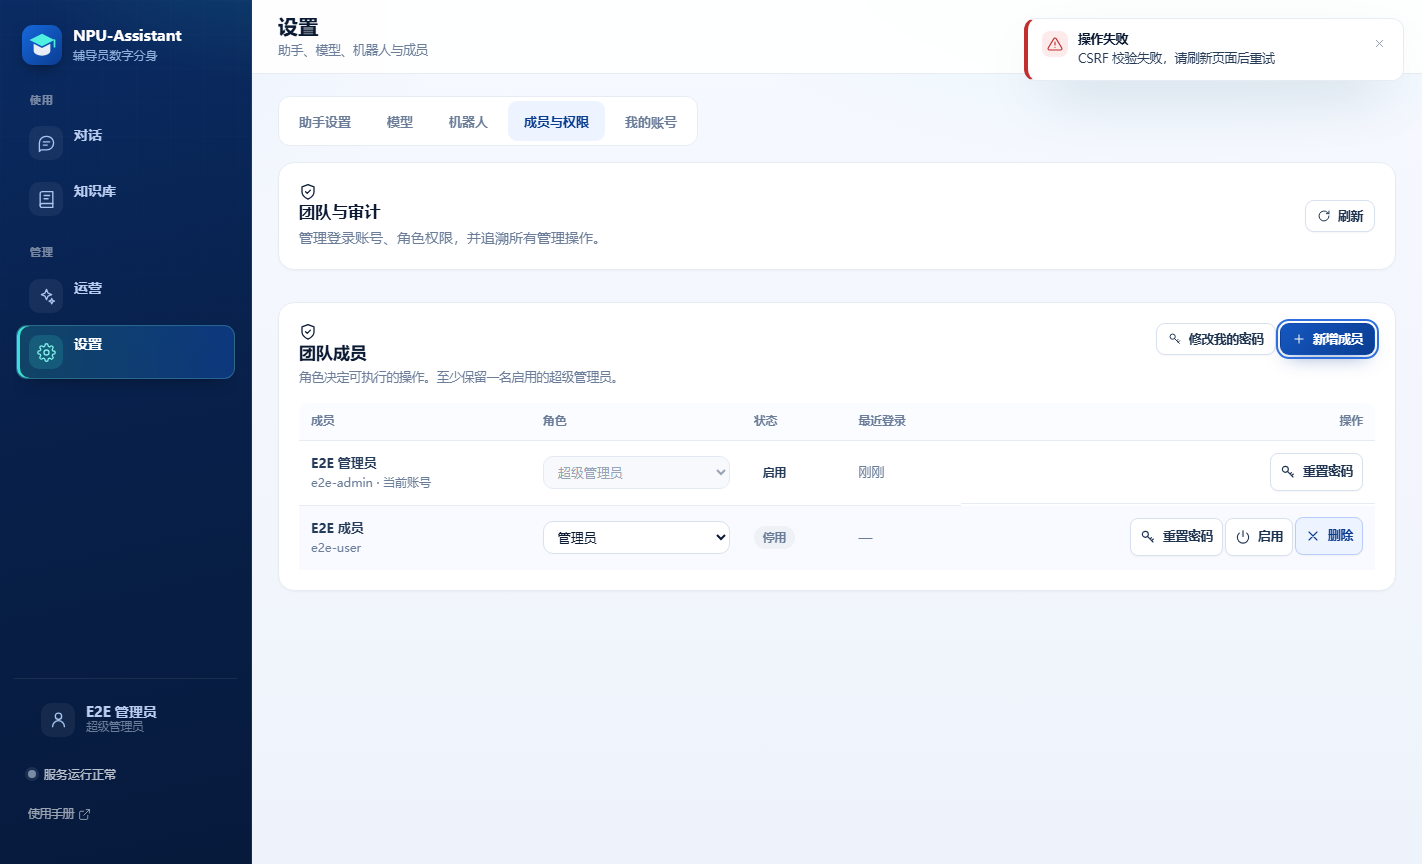 NPU-Assistant
辅导员数字分身
使用
对话
知识库
管理
运营
设置
E2E 管理员
超级管理员
服务运行正常
使用手册
设置
助手、模型、机器人与成员
操作失败
CSRF 校验失败，请刷新页面后重试
助手设置 模型 机器人 成员与权限 我的账号
团队与审计
管理登录账号、角色权限，并追溯所有管理操作。
刷新
团队成员
角色决定可执行的操作。至少保留一名启用的超级管理员。
修改我的密码 新增成员
成员 角色 状态 最近登录 操作
E2E 管理员
e2e-admin · 当前账号
超级管理员 启用 刚刚 重置密码
E2E 成员
e2e-user
管理员 停用 — 重置密码 启用 删除